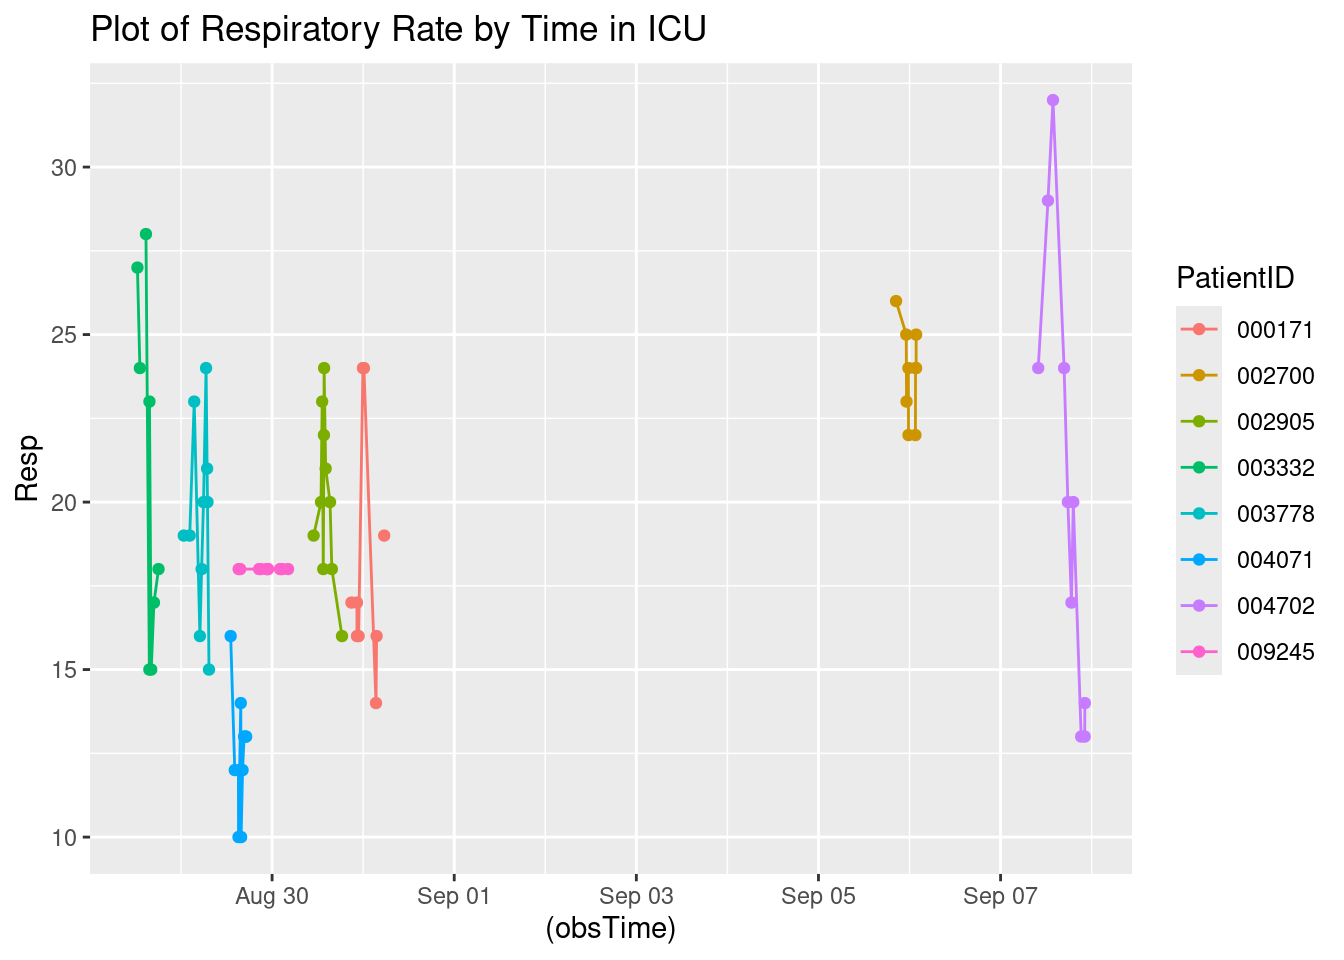 Plot of Respiratory Rate by Time in ICU
Resp
30
25
20
15
10
Aug 30
Sep 01
Sep 03
Sep 05
Sep 07
(obsTime)
PatientID
000171
002700
002905
003332
003778
004071
004702
009245